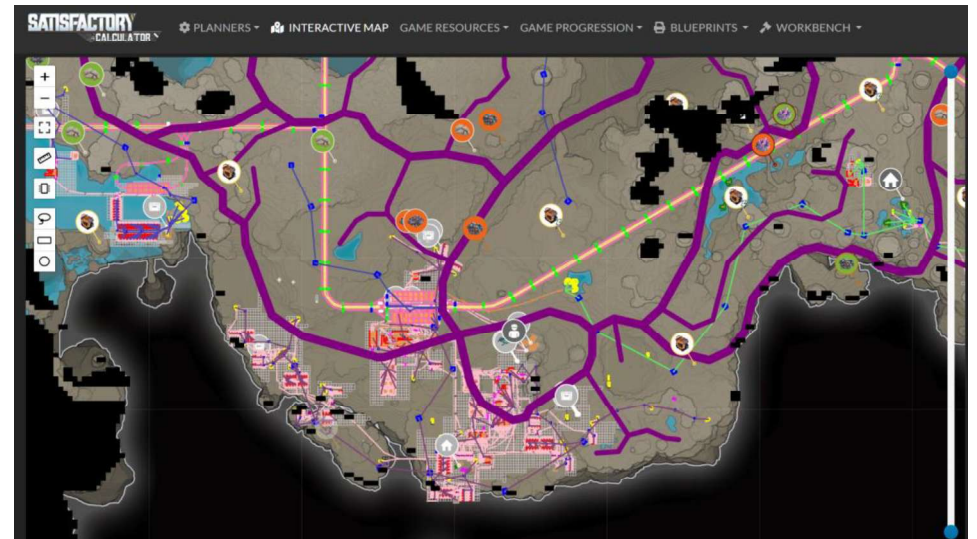 SATISFACTORY
CALCULATOR
PLANNERS
INTERACTIVE MAP
GAME RESOURCES
GAME PROGRESSION
BLUEPRINTS
WORKBENCH
+
−